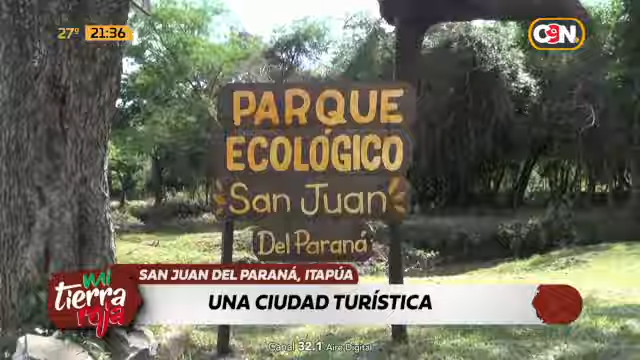 27°
21:36
C9N
PARQUE
ECOLÓGICO
San Juan
Del Paraná
SAN JUAN DEL PARANÁ, ITAPÚA
mi
tierra
roja
UNA CIUDAD TURÍSTICA
Canal 32.1 Aire Digital